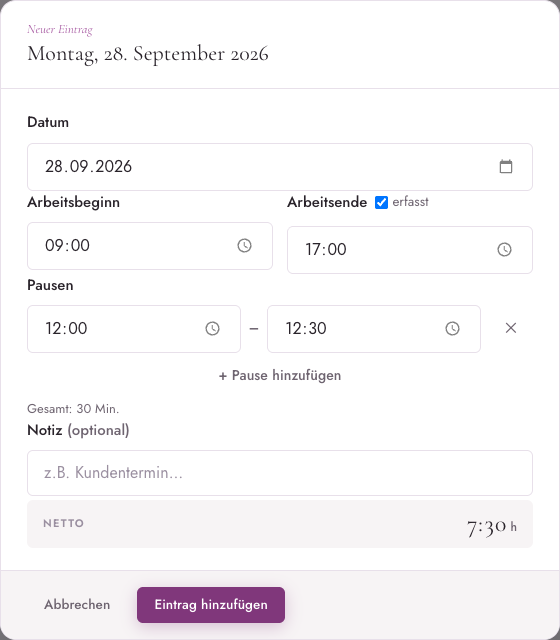 Neuer Eintrag
Montag, 28. September 2026
Datum
28.09.2026
Arbeitsbeginn
Arbeitsende erfasst
09:00
17:00
Pausen
12:00 – 12:30
+ Pause hinzufügen
Gesamt: 30 Min.
Notiz (optional)
z.B. Kundentermin...
NETTO 7:30 h
Abbrechen Eintrag hinzufügen